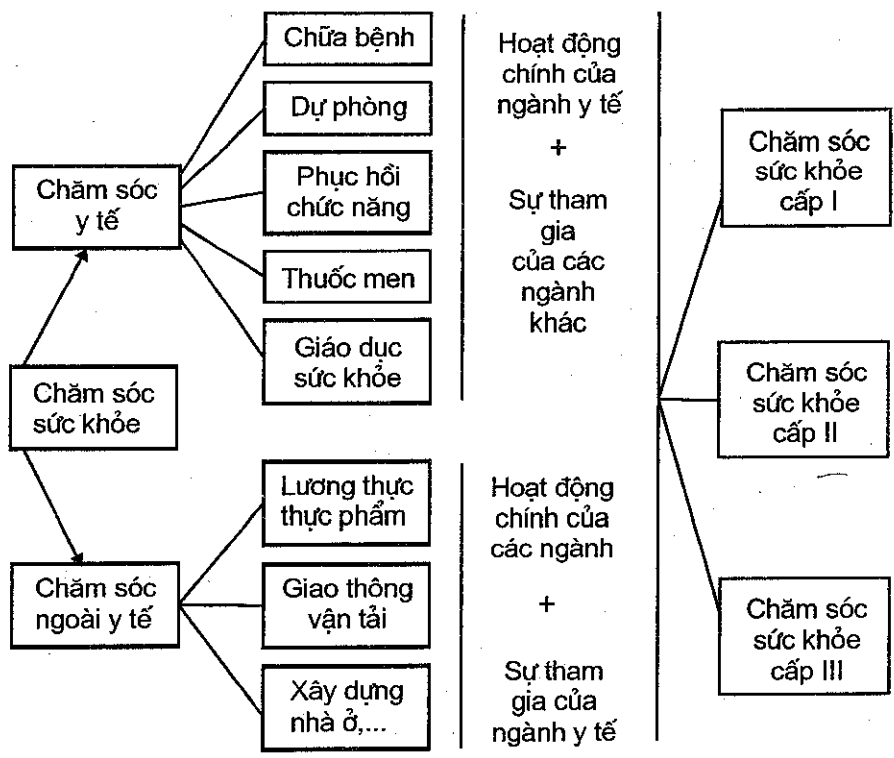 Chăm sóc
sức khỏe
Chăm sóc
y tế
Chữa bệnh
Dự phòng
Phục hồi
chức năng
Thuốc men
Giáo dục
sức khỏe
Hoạt động
chính của
ngành y tế
+
Sự tham
gia
của các
ngành
khác
Chăm sóc
ngoài y tế
Lương thực
thực phẩm
Giao thông
vận tải
Xây dựng
nhà ở,...
Hoạt động
chính của
các ngành
+
Sự tham
gia của
ngành y tế
Chăm sóc
sức khỏe
cấp I
Chăm sóc
sức khỏe
cấp II
Chăm sóc
sức khỏe
cấp III